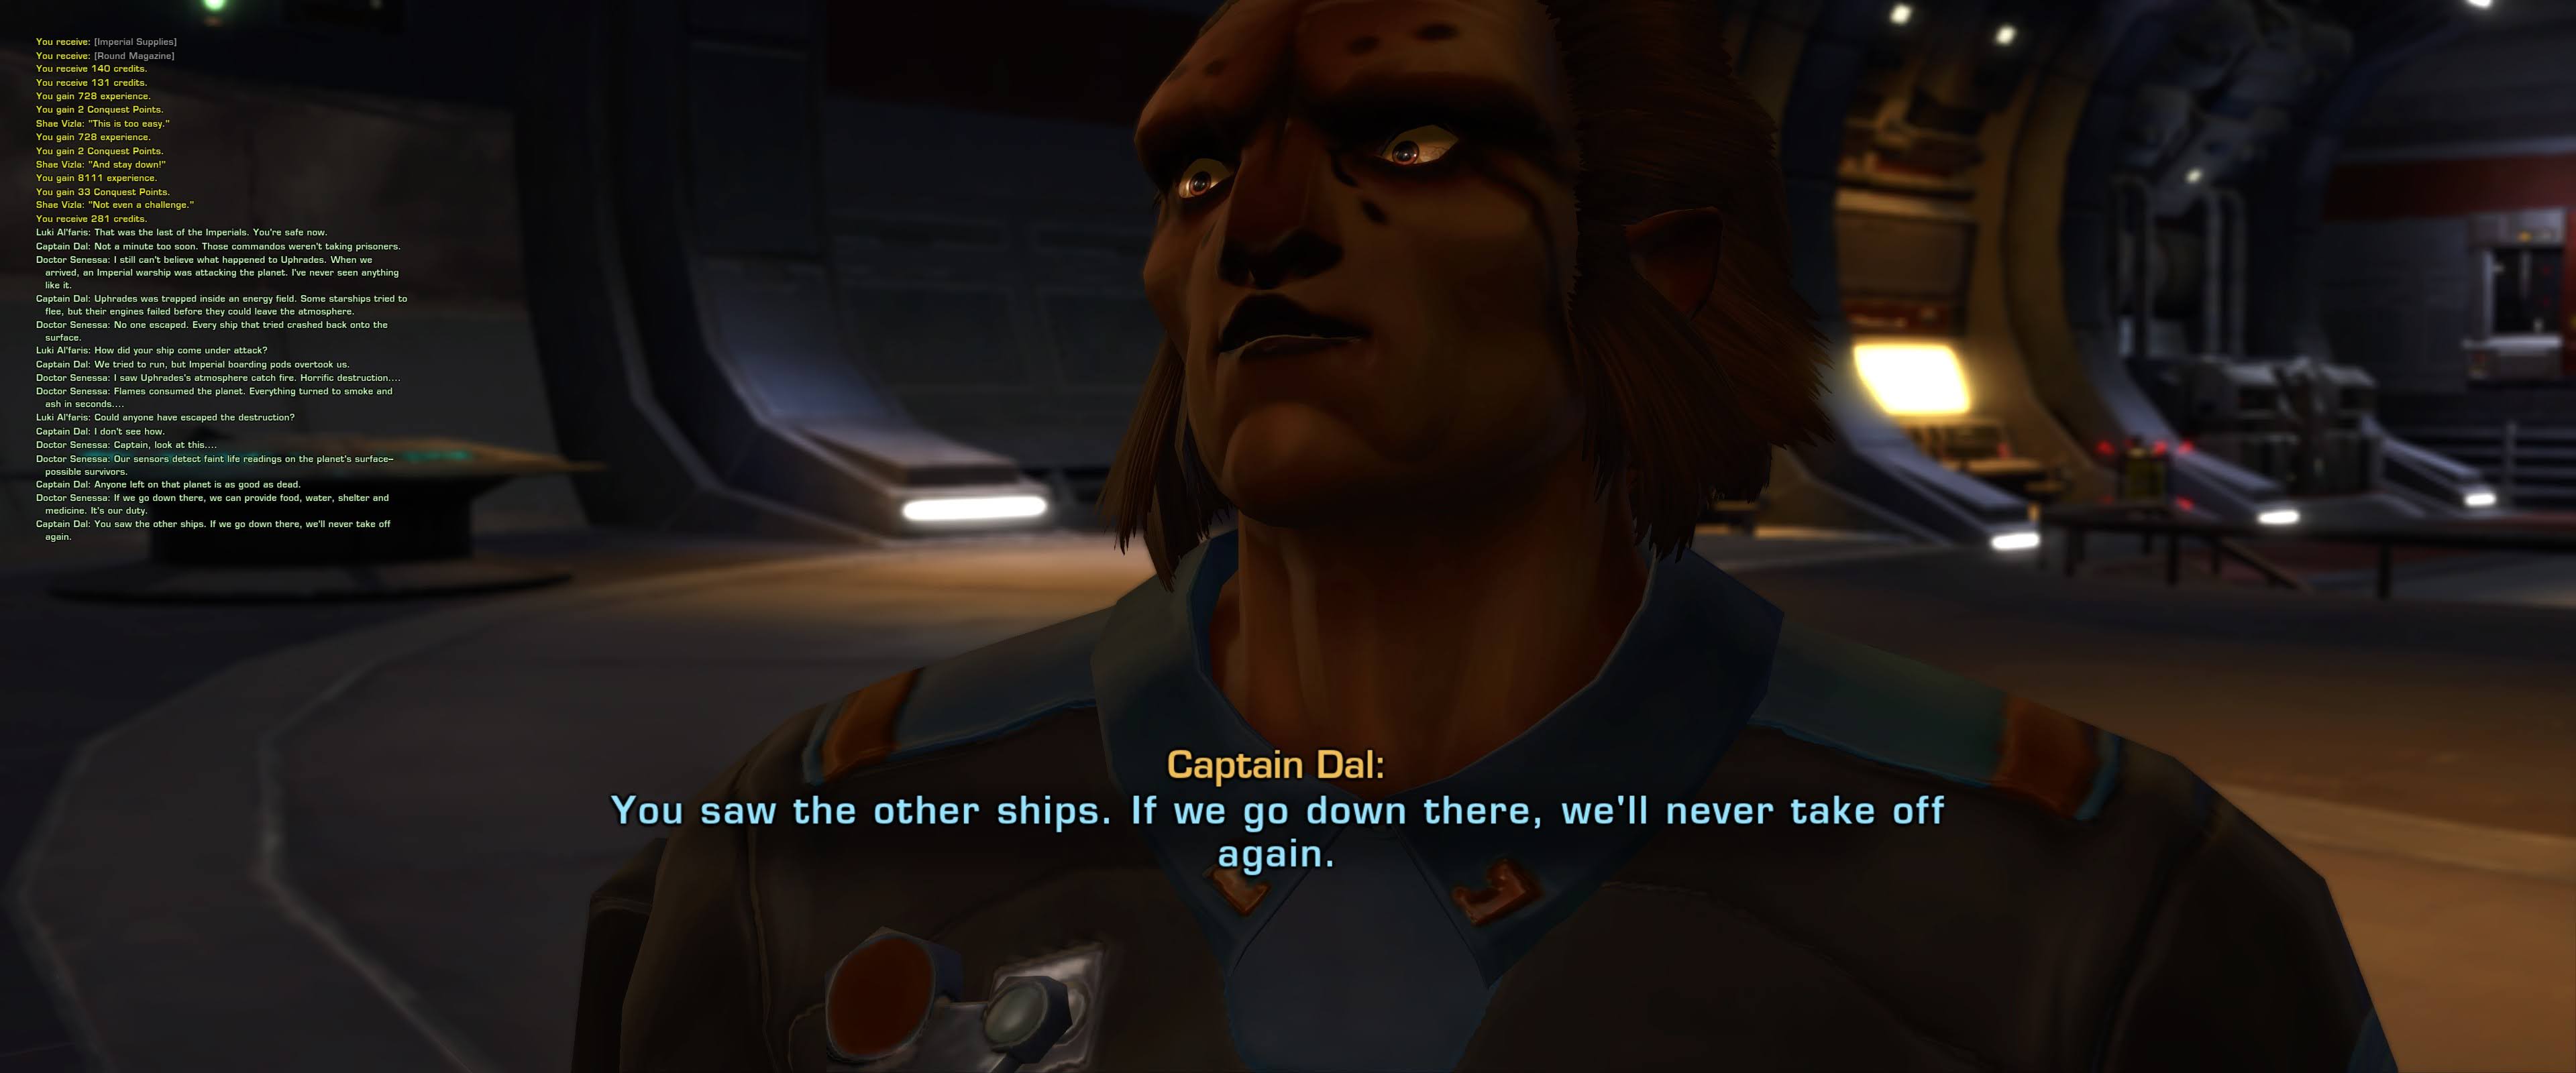 You receive: [Imperial Supplies]
You receive: [Round Magazine]
You receive 140 credits.
You receive 131 credits.
You gain 728 experience.
You gain 2 Conquest Points.
Shae Vizla: "This is too easy."
You gain 728 experience.
You gain 2 Conquest Points.
Shae Vizla: "And stay down!"
You gain 8111 experience.
You gain 33 Conquest Points.
Shae Vizla: "Not even a challenge."
You receive 281 credits.
Luki Al'faris: That was the last of the Imperials. You're safe now.
Captain Dal: Not a minute too soon. Those commandos weren't taking prisoners.
Doctor Senessa: I still can't believe what happened to Uphrades. When we
arrived, an Imperial warship was attacking the planet. I've never seen anything
like it.
Captain Dal: Uphrades was trapped inside an energy field. Some starships tried to
flee, but their engines failed before they could leave the atmosphere.
Doctor Senessa: No one escaped. Every ship that tried crashed back onto the
surface.
Luki Al'faris: How did your ship come under attack?
Captain Dal: We tried to run, but Imperial boarding pods overtook us.
Doctor Senessa: I saw Uphrades's atmosphere catch fire. Horrific destruction....
Doctor Senessa: Flames consumed the planet. Everything turned to smoke and
ash in seconds....
Luki Al'faris: Could anyone have escaped the destruction?
Captain Dal: I don't see how.
Doctor Senessa: Captain, look at this....
Doctor Senessa: Our sensors detect faint life readings on the planet's surface–
possible survivors.
Captain Dal: Anyone left on that planet is as good as dead.
Doctor Senessa: If we go down there, we can provide food, water, shelter and
medicine. It's our duty.
Captain Dal: You saw the other ships. If we go down there, we'll never take off
again.
Captain Dal:
You saw the other ships. If we go down there, we'll never take off
again.